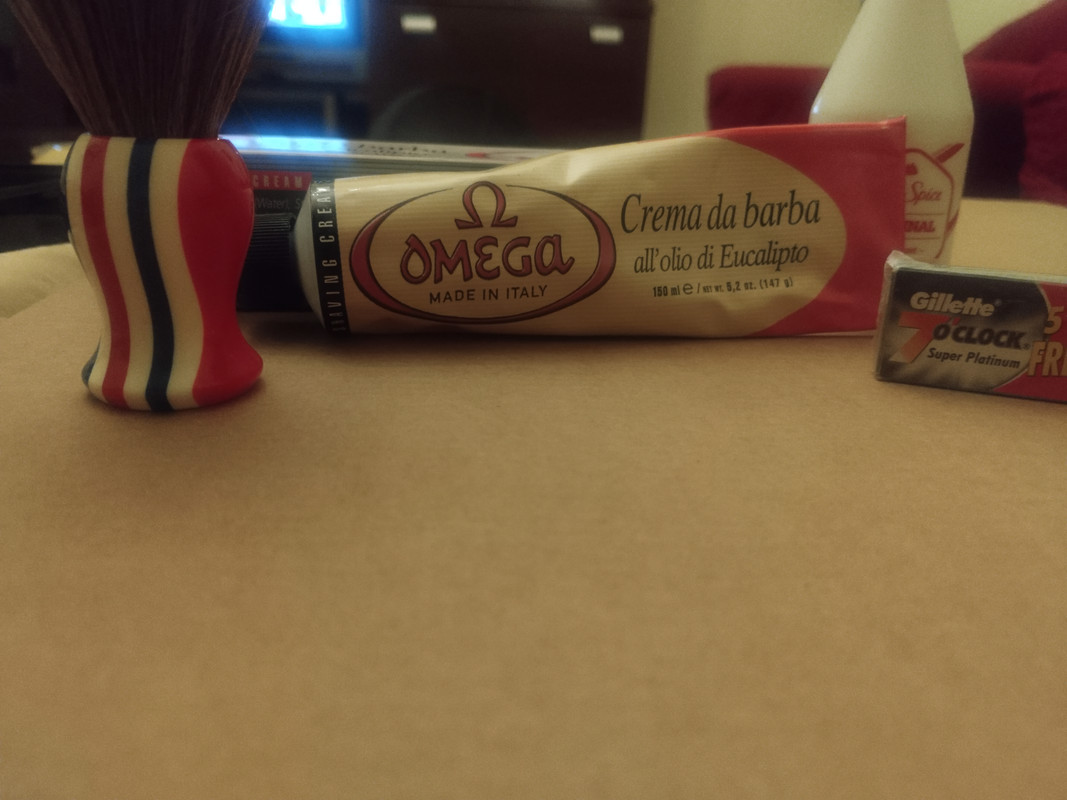 SHAVING CREAM
Ω
OMEGA
MADE IN ITALY
Crema da barba
all'olio di Eucalipto
150 ml e / NET WT. 5,2 oz. (147 g)
CREAM
barba
Spice
Gillette
7 O'CLOCK
Super Platinum
5